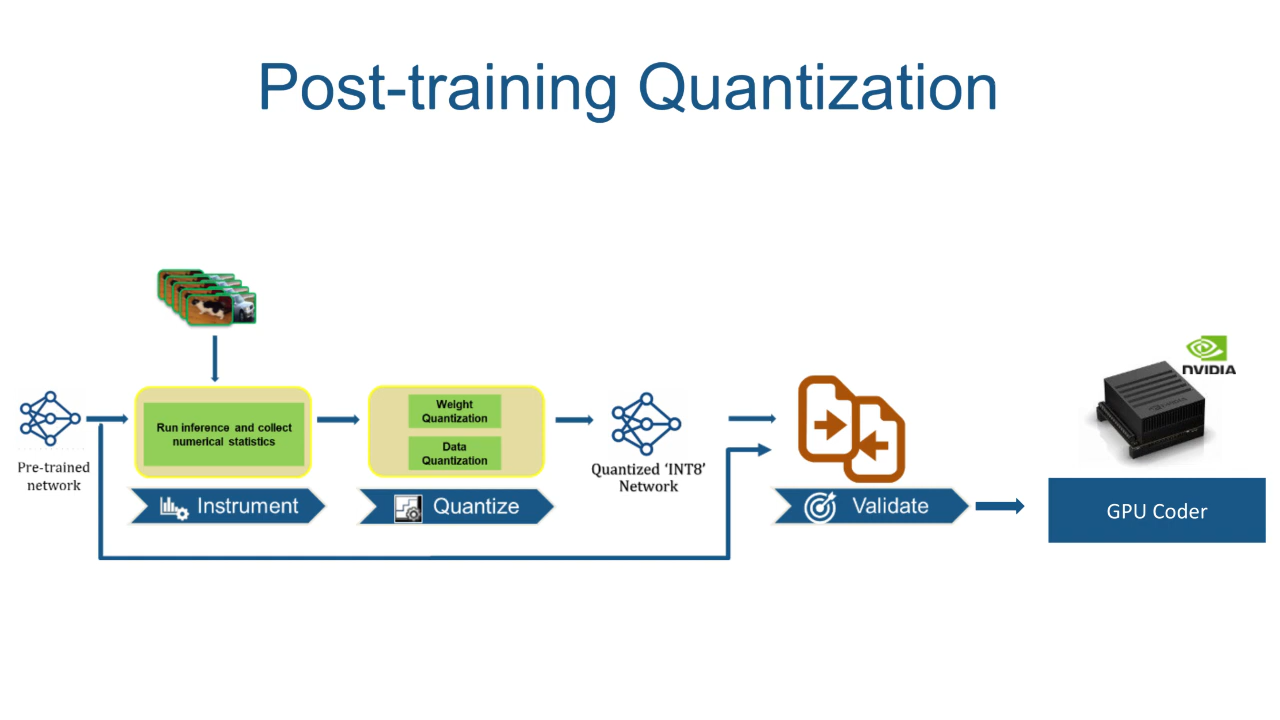 Post-training Quantization
NVIDIA
Pre-trained
network
Run inference and collect
numerical statistics
Weight
Quantization
Data
Quantization
Quantized ‘INT8’
Network
Instrument
Quantize
Validate
GPU Coder